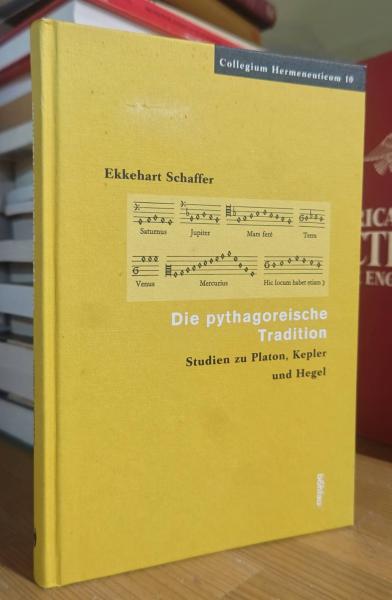 Collegium Hermeneuticum 10
Ekkehart Schaffer
Saturnus Jupiter Mars ferè Terra
Venus Mercurius Hic locum habet etiam ☽
Die pythagoreische
Tradition
Studien zu Platon, Kepler
und Hegel
böhlau